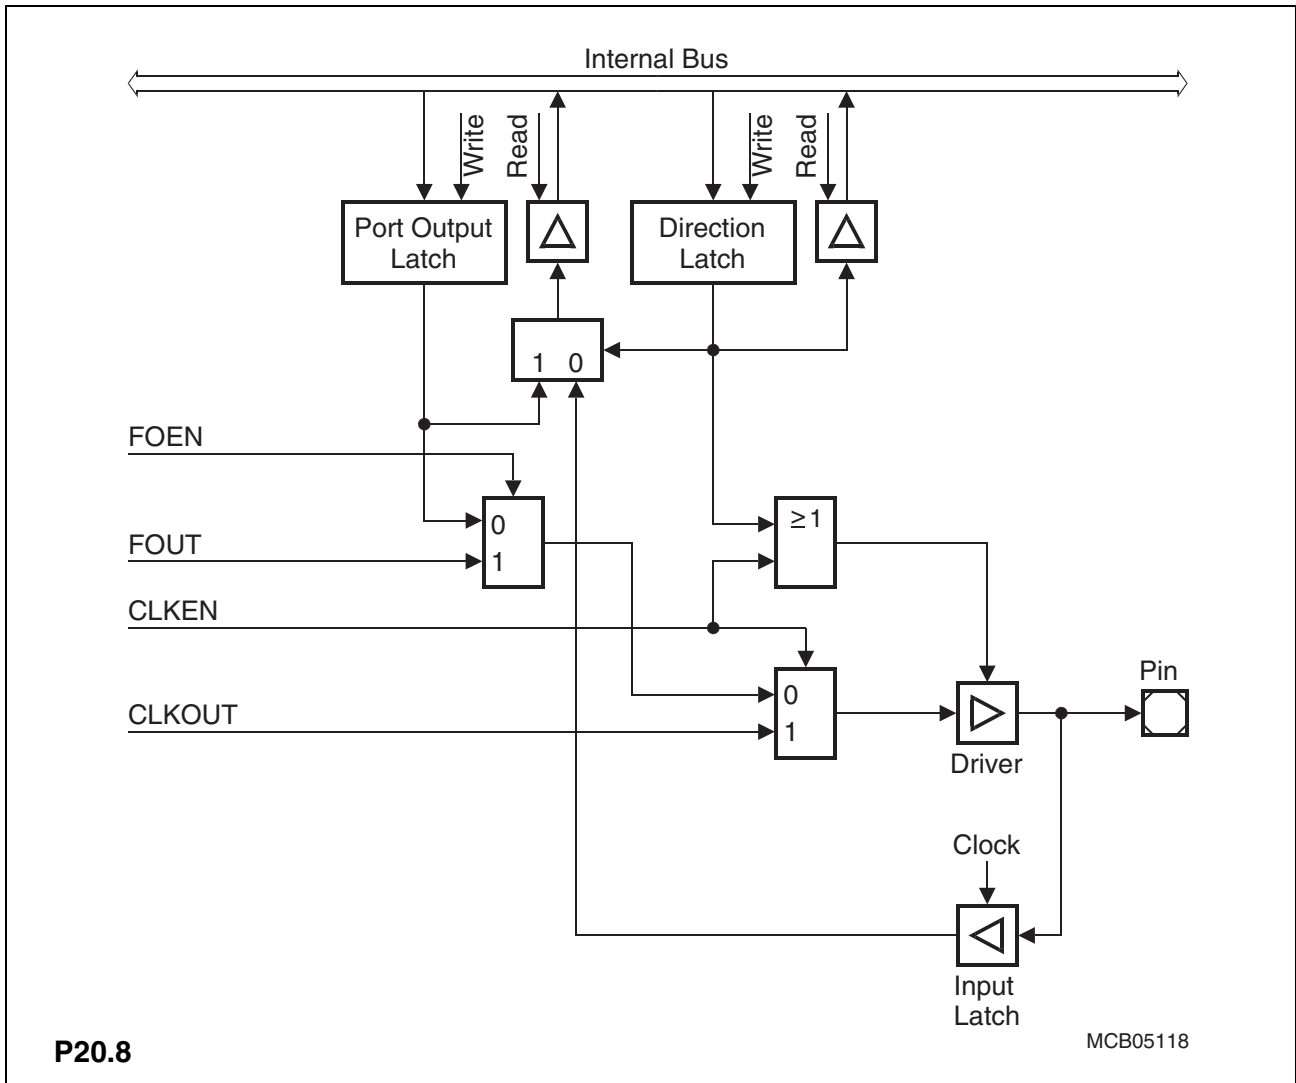 Internal Bus
Write
Read
Write
Read
Port Output
Latch
Direction
Latch
1 0
FOEN
0
1
≥1
FOUT
CLKEN
0
1
CLKOUT
Pin
Driver
Clock
Input
Latch
P20.8
MCB05118